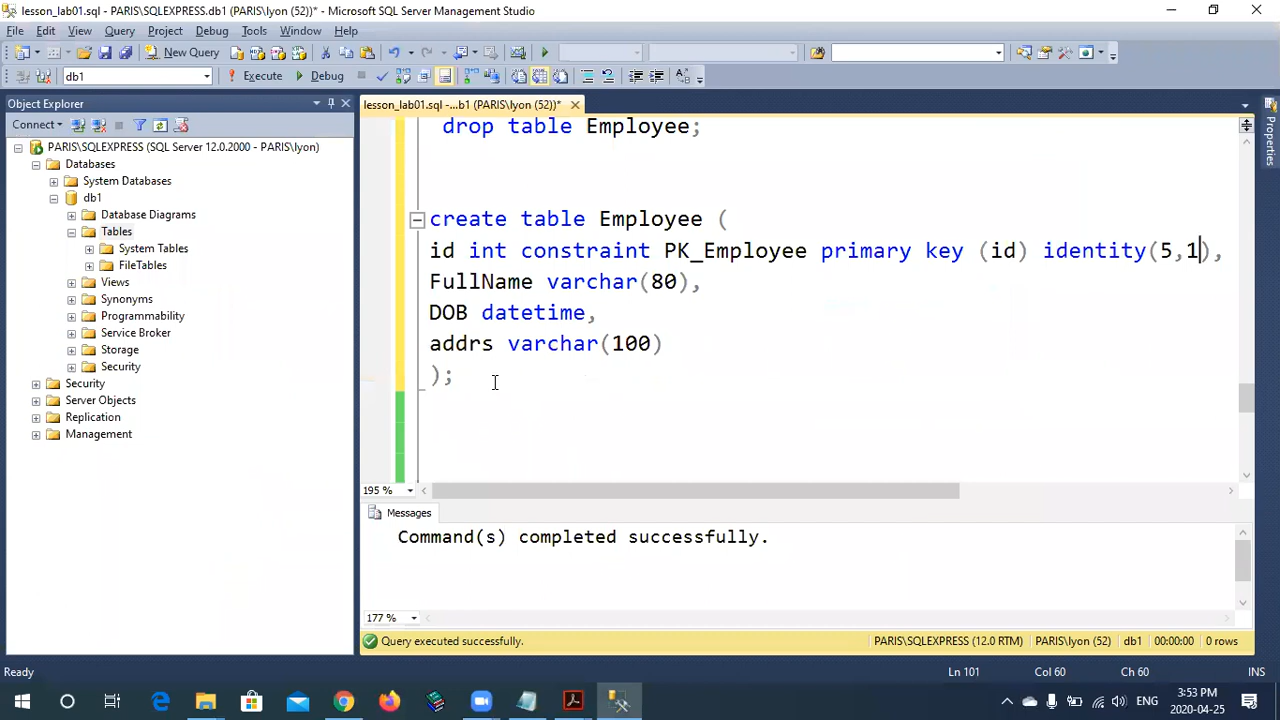 lesson_lab01.sql - PARIS\SQLEXPRESS.db1 (PARIS\lyon (52))* - Microsoft SQL Server Management Studio
File Edit View Query Project Debug Tools Window Help
New Query
db1 Execute Debug
Object Explorer
lesson_lab01.sql -...b1 (PARIS\lyon (52))*
Connect
PARIS\SQLEXPRESS (SQL Server 12.0.2000 - PARIS\lyon)
Databases
System Databases
db1
Database Diagrams
Tables
System Tables
FileTables
Views
Synonyms
Programmability
Service Broker
Storage
Security
Security
Server Objects
Replication
Management
drop table Employee;
create table Employee (
id int constraint PK_Employee primary key (id) identity(5,1),
FullName varchar(80),
DOB datetime,
addrs varchar(100)
);
195 %
Messages
Command(s) completed successfully.
177 %
Query executed successfully. PARIS\SQLEXPRESS (12.0 RTM) PARIS\lyon (52) db1 00:00:00 0 rows
Properties
Ready Ln 101 Col 60 Ch 60 INS
ENG
3:53 PM
2020-04-25